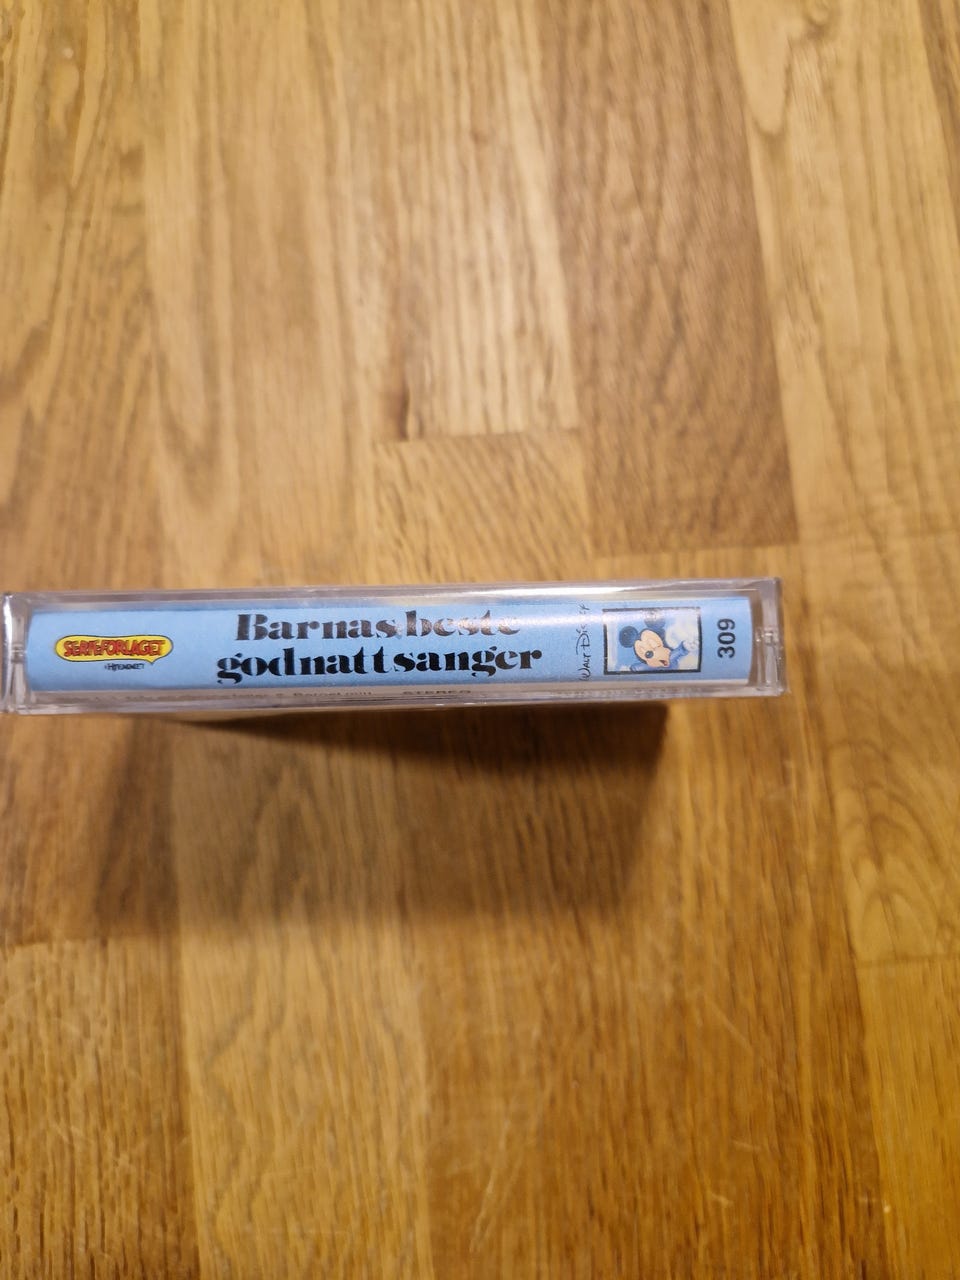 SERIEFORLAGET
Barnas beste
godnattsanger
WALT DISNEY
309
STEREO